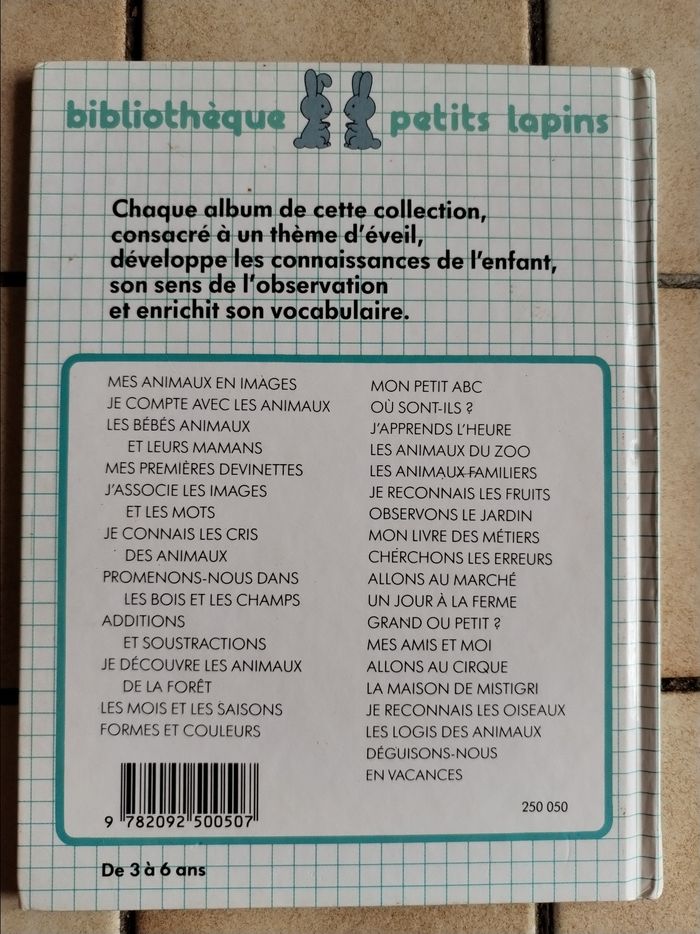 bibliothèque petits lapins
Chaque album de cette collection,
consacré à un thème d'éveil,
développe les connaissances de l'enfant,
son sens de l'observation
et enrichit son vocabulaire.
MES ANIMAUX EN IMAGES
JE COMPTE AVEC LES ANIMAUX
LES BÉBÉS ANIMAUX
ET LEURS MAMANS
MES PREMIÈRES DEVINETTES
J'ASSOCIE LES IMAGES
ET LES MOTS
JE CONNAIS LES CRIS
DES ANIMAUX
PROMENONS-NOUS DANS
LES BOIS ET LES CHAMPS
ADDITIONS
ET SOUSTRACTIONS
JE DÉCOUVRE LES ANIMAUX
DE LA FORÊT
LES MOIS ET LES SAISONS
FORMES ET COULEURS
MON PETIT ABC
OÙ SONT-ILS ?
J'APPRENDS L'HEURE
LES ANIMAUX DU ZOO
LES ANIMAUX FAMILIERS
JE RECONNAIS LES FRUITS
OBSERVONS LE JARDIN
MON LIVRE DES MÉTIERS
CHERCHONS LES ERREURS
ALLONS AU MARCHÉ
UN JOUR À LA FERME
GRAND OU PETIT ?
MES AMIS ET MOI
ALLONS AU CIRQUE
LA MAISON DE MISTIGRI
JE RECONNAIS LES OISEAUX
LES LOGIS DES ANIMAUX
DÉGUISONS-NOUS
EN VACANCES
9 782092 500507
250 050
De 3 à 6 ans